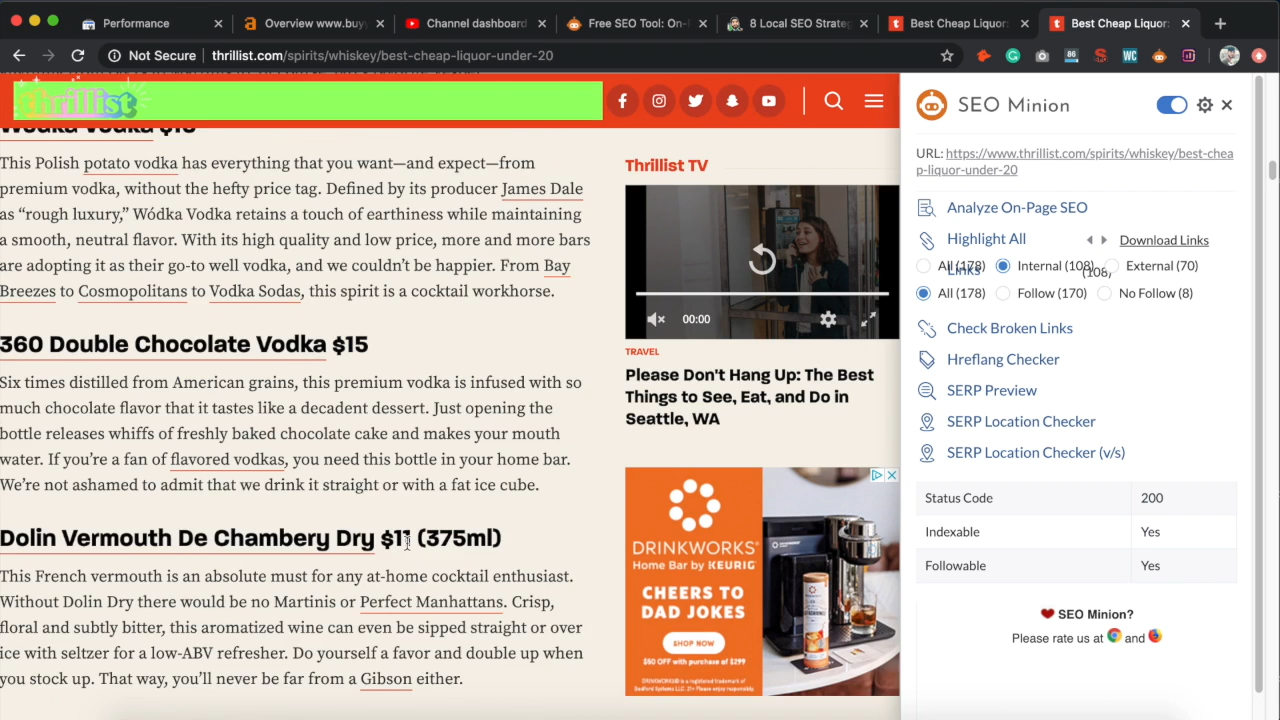 Performance
Overview www.buy
Channel dashboard
Free SEO Tool: On-
8 Local SEO Strate
Best Cheap Liquor
Best Cheap Liquor
Not Secure
thrillist.com/spirits/whiskey/best-cheap-liquor-under-20
86
WC
thrillist
Wodka Vodka $10
This Polish potato vodka has everything that you want—and expect—from
premium vodka, without the hefty price tag. Defined by its producer James Dale
as “rough luxury,” Wódka Vodka retains a touch of earthiness while maintaining
a smooth, neutral flavor. With its high quality and low price, more and more bars
are adopting it as their go-to well vodka, and we couldn’t be happier. From Bay
Breezes to Cosmopolitans to Vodka Sodas, this spirit is a cocktail workhorse.
360 Double Chocolate Vodka $15
Six times distilled from American grains, this premium vodka is infused with so
much chocolate flavor that it tastes like a decadent dessert. Just opening the
bottle releases whiffs of freshly baked chocolate cake and makes your mouth
water. If you’re a fan of flavored vodkas, you need this bottle in your home bar.
We’re not ashamed to admit that we drink it straight or with a fat ice cube.
Dolin Vermouth De Chambery Dry $11 (375ml)
This French vermouth is an absolute must for any at-home cocktail enthusiast.
Without Dolin Dry there would be no Martinis or Perfect Manhattans. Crisp,
floral and subtly bitter, this aromatized wine can even be sipped straight or over
ice with seltzer for a low-ABV refresher. Do yourself a favor and double up when
you stock up. That way, you’ll never be far from a Gibson either.
Thrillist TV
00:00
TRAVEL
Please Don't Hang Up: The Best
Things to See, Eat, and Do in
Seattle, WA
DRINKWORKS
Home Bar by KEURIG
CHEERS TO
DAD JOKES
SHOP NOW
$60 OFF with purchase of $299
SEO Minion
URL: https://www.thrillist.com/spirits/whiskey/best-chea
p-liquor-under-20
Analyze On-Page SEO
Highlight All
Links
(108)
Download Links
All (178)
Internal (108)
External (70)
All (178)
Follow (170)
No Follow (8)
Check Broken Links
Hreflang Checker
SERP Preview
SERP Location Checker
SERP Location Checker (v/s)
Status Code 200
Indexable Yes
Followable Yes
SEO Minion?
Please rate us at and